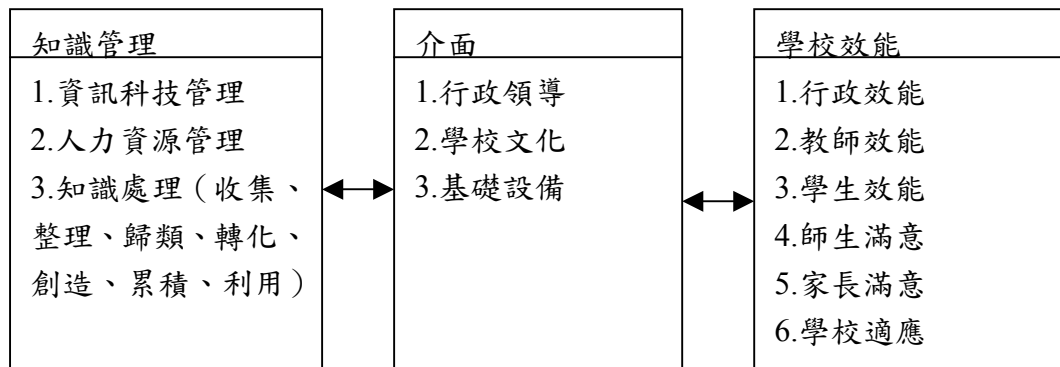 知識管理
1.資訊科技管理
2.人力資源管理
3.知識處理（收集、
整理、歸類、轉化、
創造、累積、利用）
介面
1.行政領導
2.學校文化
3.基礎設備
學校效能
1.行政效能
2.教師效能
3.學生效能
4.師生滿意
5.家長滿意
6.學校適應